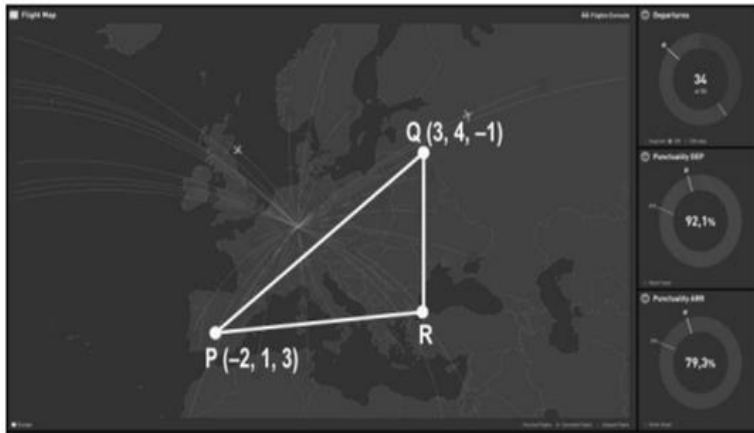 Flight Map
Departures
34
Q (3, 4, –1)
Punctuality DEP
92,1%
R
P (–2, 1, 3)
Punctuality ARR
79,3%